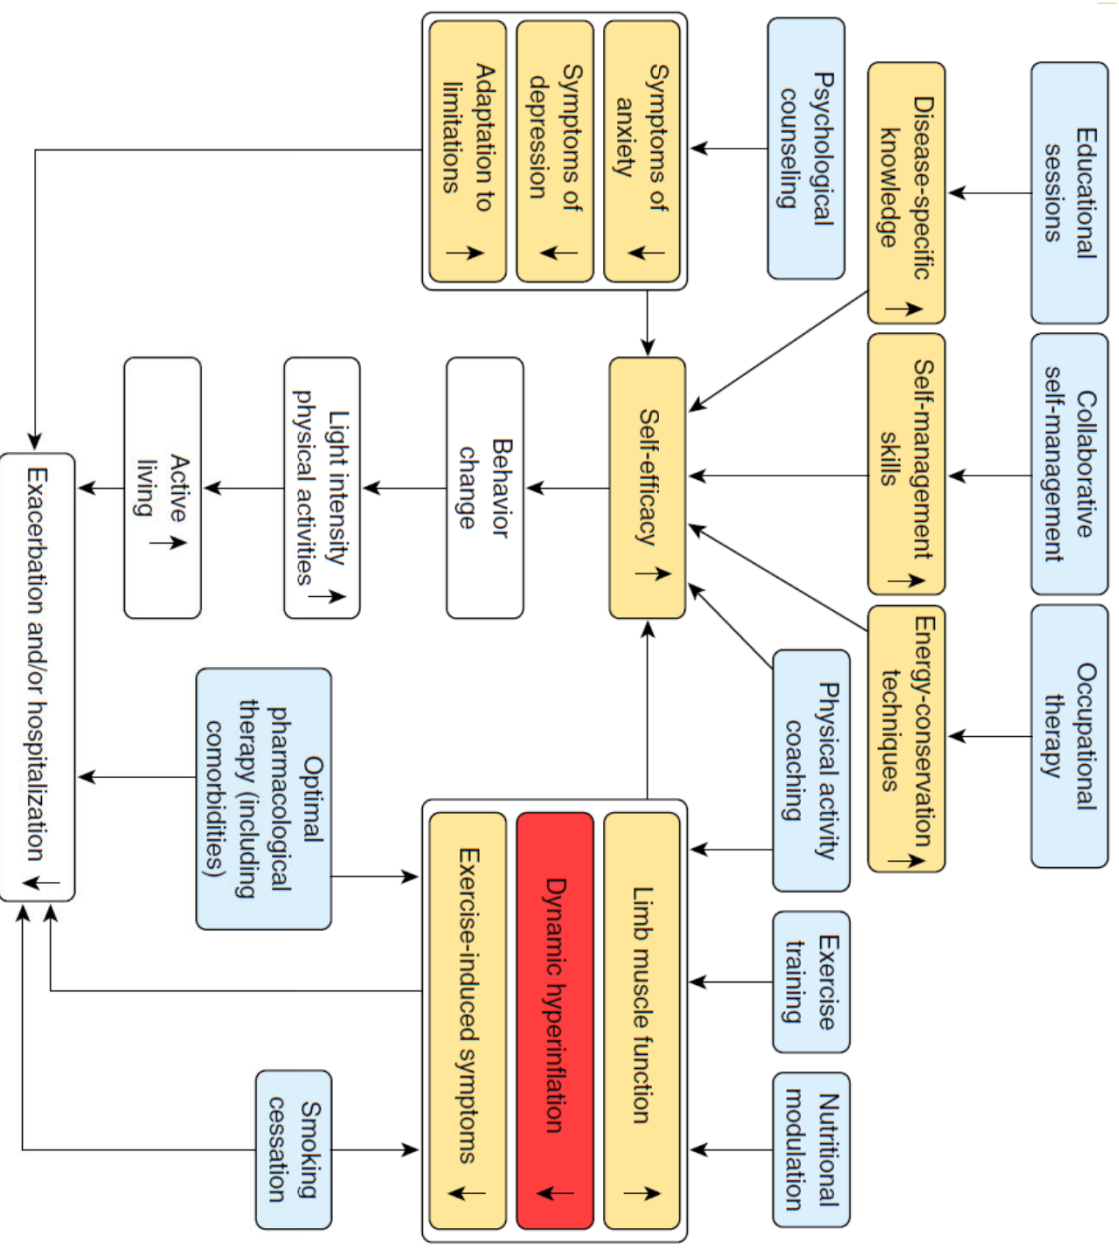 Educational
sessions
Collaborative
self-management
Occupational
therapy
Disease-specific
knowledge
Self-management
skills
Energy-conservation
techniques
Psychological
counseling
Physical activity
coaching
Exercise
training
Nutritional
modulation
Symptoms of
anxiety
Symptoms of
depression
Adaptation to
limitations
Self-efficacy
Limb muscle function
Dynamic hyperinflation
Exercise-induced symptoms
Behavior
change
Light intensity
physical activities
Optimal
pharmacological
therapy (including
comorbidities)
Smoking
cessation
Active
living
Exacerbation and/or hospitalization